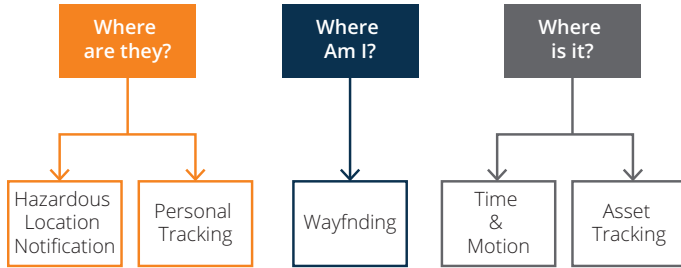 Where
are they?
Where
Am I?
Where
is it?
Hazardous
Location
Notification
Personal
Tracking
Wayfnding
Time
&
Motion
Asset
Tracking